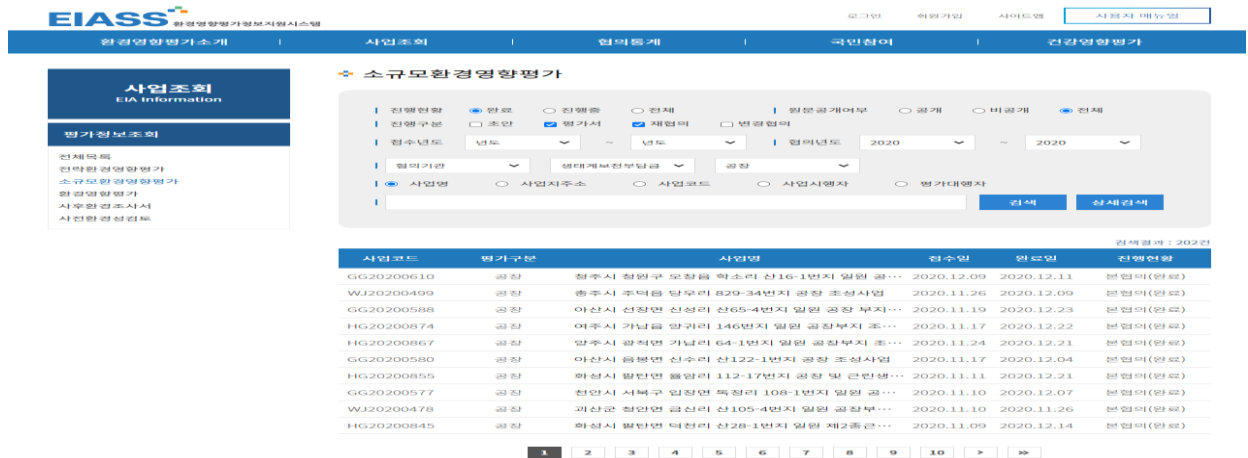 EIASS 환경영향평가정보지원시스템
로그인 회원가입 사이트맵 사용자 매뉴얼
환경영향평가소개 사업조회 협의통계 국민참여 건강영향평가
사업조회
EIA Information
평가정보조회
전체목록
전략환경영향평가
소규모환경영향평가
환경영향평가
사후환경조사서
사전환경성검토
소규모환경영향평가
진행현황 완료 진행중 전체 원문공개여부 공개 비공개 전체
진행구분 초안 평가서 재협의 변경협의
접수년도 년도 ~ 년도 협의년도 2020 ~ 2020
협의기관 생태계보전부담금 공장
사업명 사업지주소 사업코드 사업시행자 평가대행자
검색 상세검색
검색결과 : 202건
사업코드 평가구분 사업명 접수일 완료일 진행현황
GG20200610 공장 청주시 청원구 오창읍 학소리 산16-1번지 일원 공… 2020.12.09 2020.12.11 본협의(완료)
WJ20200499 공장 충주시 주덕읍 당우리 829-34번지 공장 조성사업 2020.11.26 2020.12.09 본협의(완료)
GG20200588 공장 아산시 선장면 신성리 산65-4번지 일원 공장 부지… 2020.11.19 2020.12.23 본협의(완료)
HG20200874 공장 여주시 가남읍 양귀리 146번지 일원 공장부지 조… 2020.11.17 2020.12.22 본협의(완료)
HG20200867 공장 양주시 광적면 가납리 64-1번지 일원 공장부지 조… 2020.11.24 2020.12.21 본협의(완료)
GG20200580 공장 아산시 음봉면 신수리 산122-1번지 공장 조성사업 2020.11.17 2020.12.04 본협의(완료)
HG20200855 공장 화성시 팔탄면 율암리 112-17번지 공장 및 근린생… 2020.11.11 2020.12.21 본협의(완료)
GG20200577 공장 천안시 서북구 입장면 독정리 108-1번지 일원 공… 2020.11.10 2020.12.07 본협의(완료)
WJ20200478 공장 괴산군 청안면 금신리 산105-4번지 일원 공장부… 2020.11.10 2020.11.26 본협의(완료)
HG20200845 공장 화성시 팔탄면 덕천리 산28-1번지 일원 제2종근… 2020.11.09 2020.12.14 본협의(완료)
1 2 3 4 5 6 7 8 9 10 > »